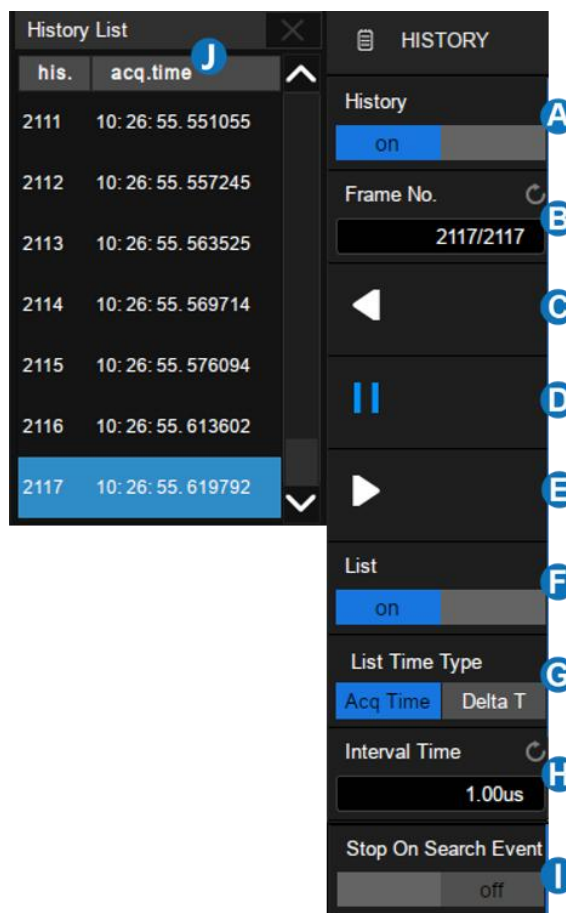 History List
J
his. acq.time
2111 10:26:55.551055
2112 10:26:55.557245
2113 10:26:55.563525
2114 10:26:55.569714
2115 10:26:55.576094
2116 10:26:55.613602
2117 10:26:55.619792
HISTORY
History
A
on
Frame No.
B
2117/2117
C
D
E
List
F
on
List Time Type
G
Acq Time Delta T
Interval Time
H
1.00us
Stop On Search Event
I
off